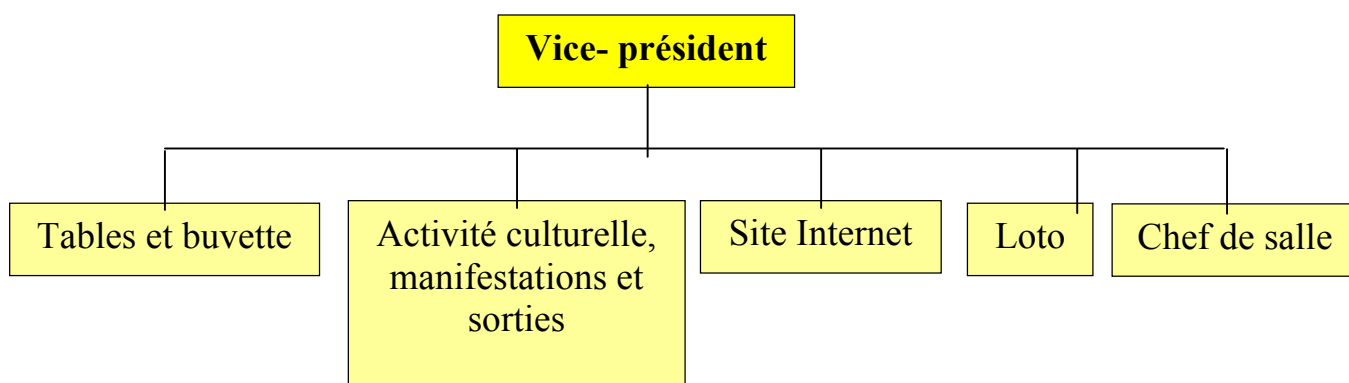 Vice- président
Tables et buvette
Activité culturelle,
manifestations et
sorties
Site Internet
Loto
Chef de salle